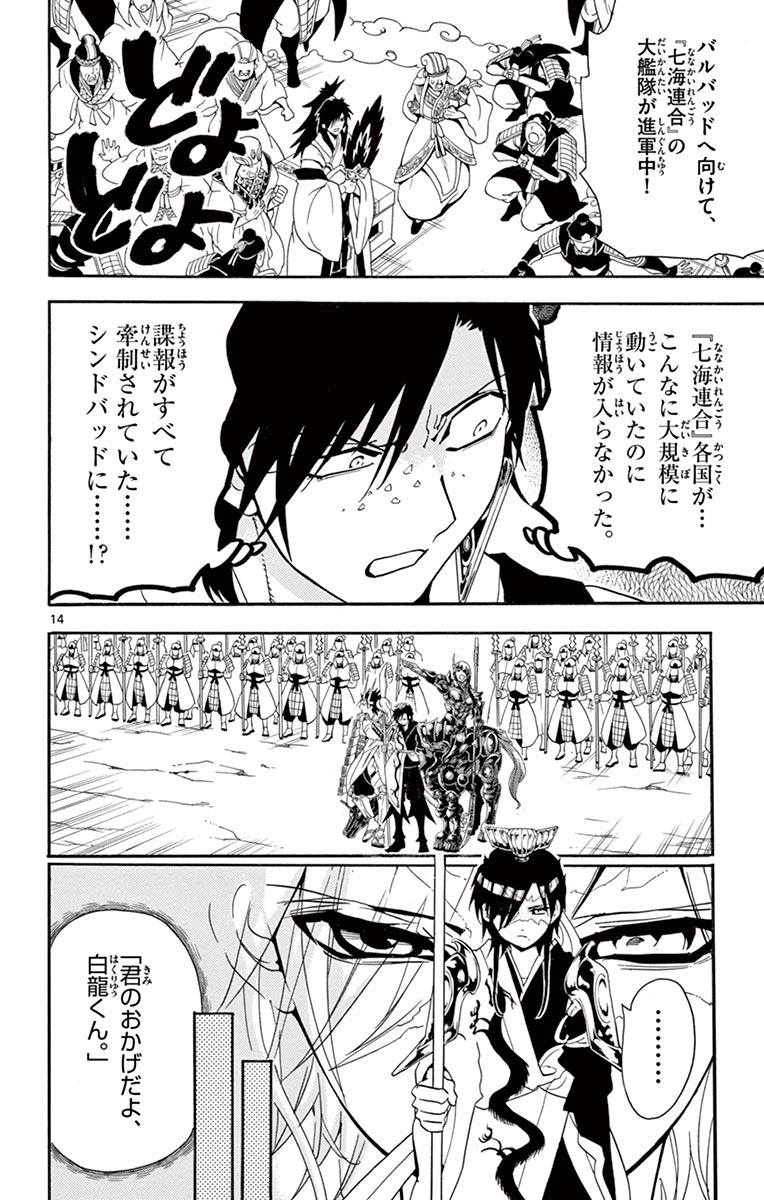 バルバッドへ向けて、
『七海連合』の
大艦隊が進軍中！
どよ
どよ
『七海連合』各国が…
こんなに大規模に
動いていたのに
情報が入らなかった。
諜報がすべて
牽制されていた……
シンドバッドに……!?
14
………
「君のおかげだよ、
白龍くん。」